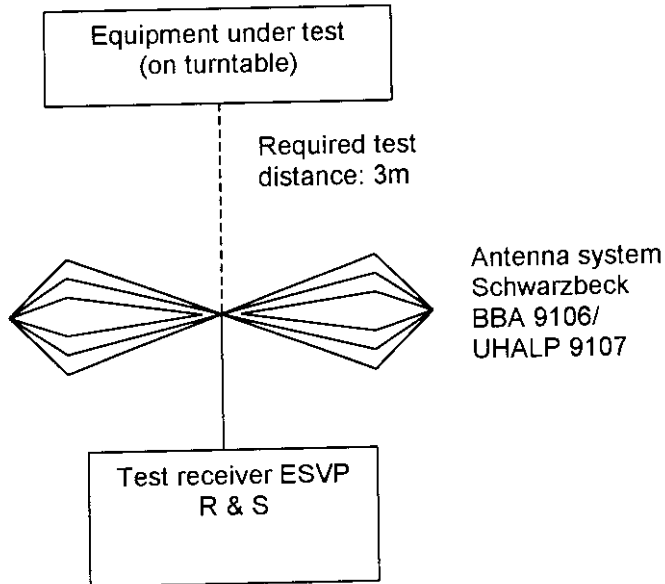 Equipment under test
(on turntable)
Required test
distance: 3m
Antenna system
Schwarzbeck
BBA 9106/
UHALP 9107
Test receiver ESVP
R & S